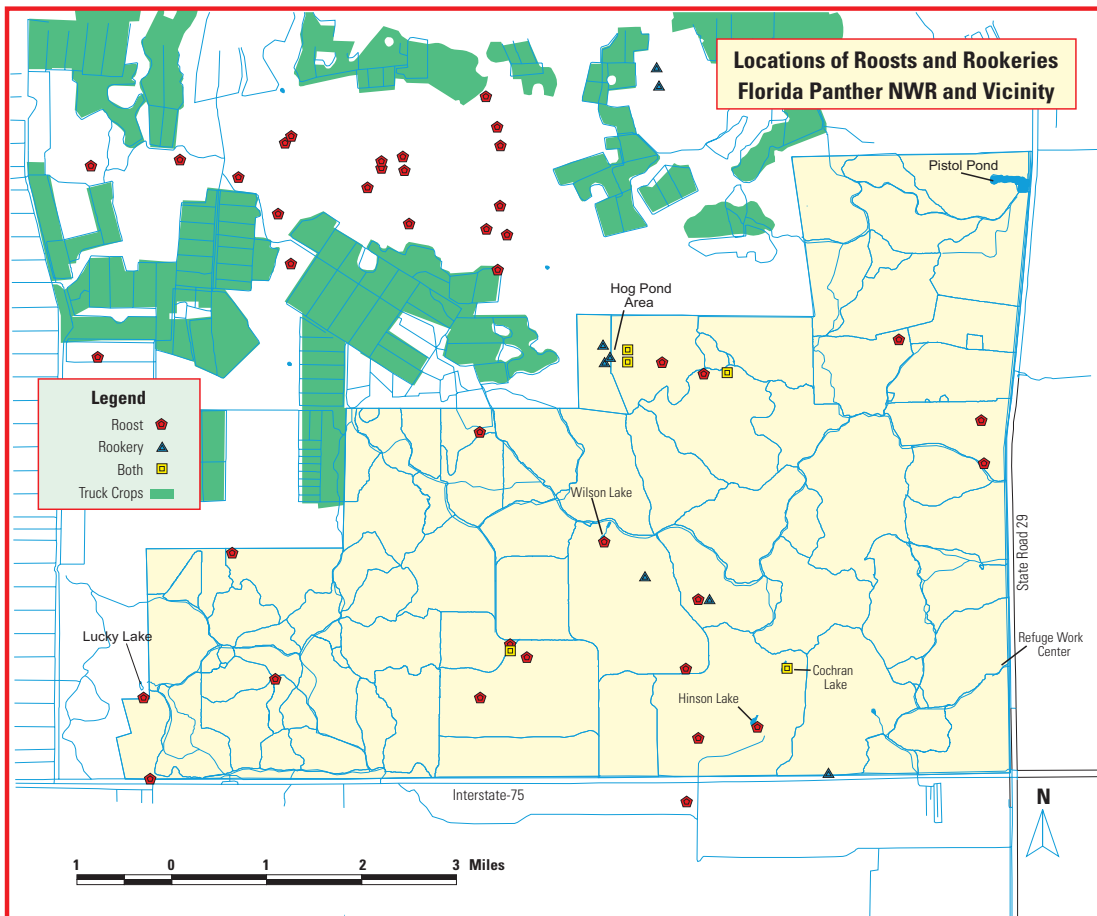 Locations of Roosts and Rookeries
Florida Panther NWR and Vicinity
Pistol Pond
Hog Pond
Area
Legend
Roost
Rookery
Both
Truck Crops
Wilson Lake
State Road 29
Lucky Lake
Refuge Work
Center
Cochran
Lake
Hinson Lake
Interstate-75
N
1 0 1 2 3 Miles